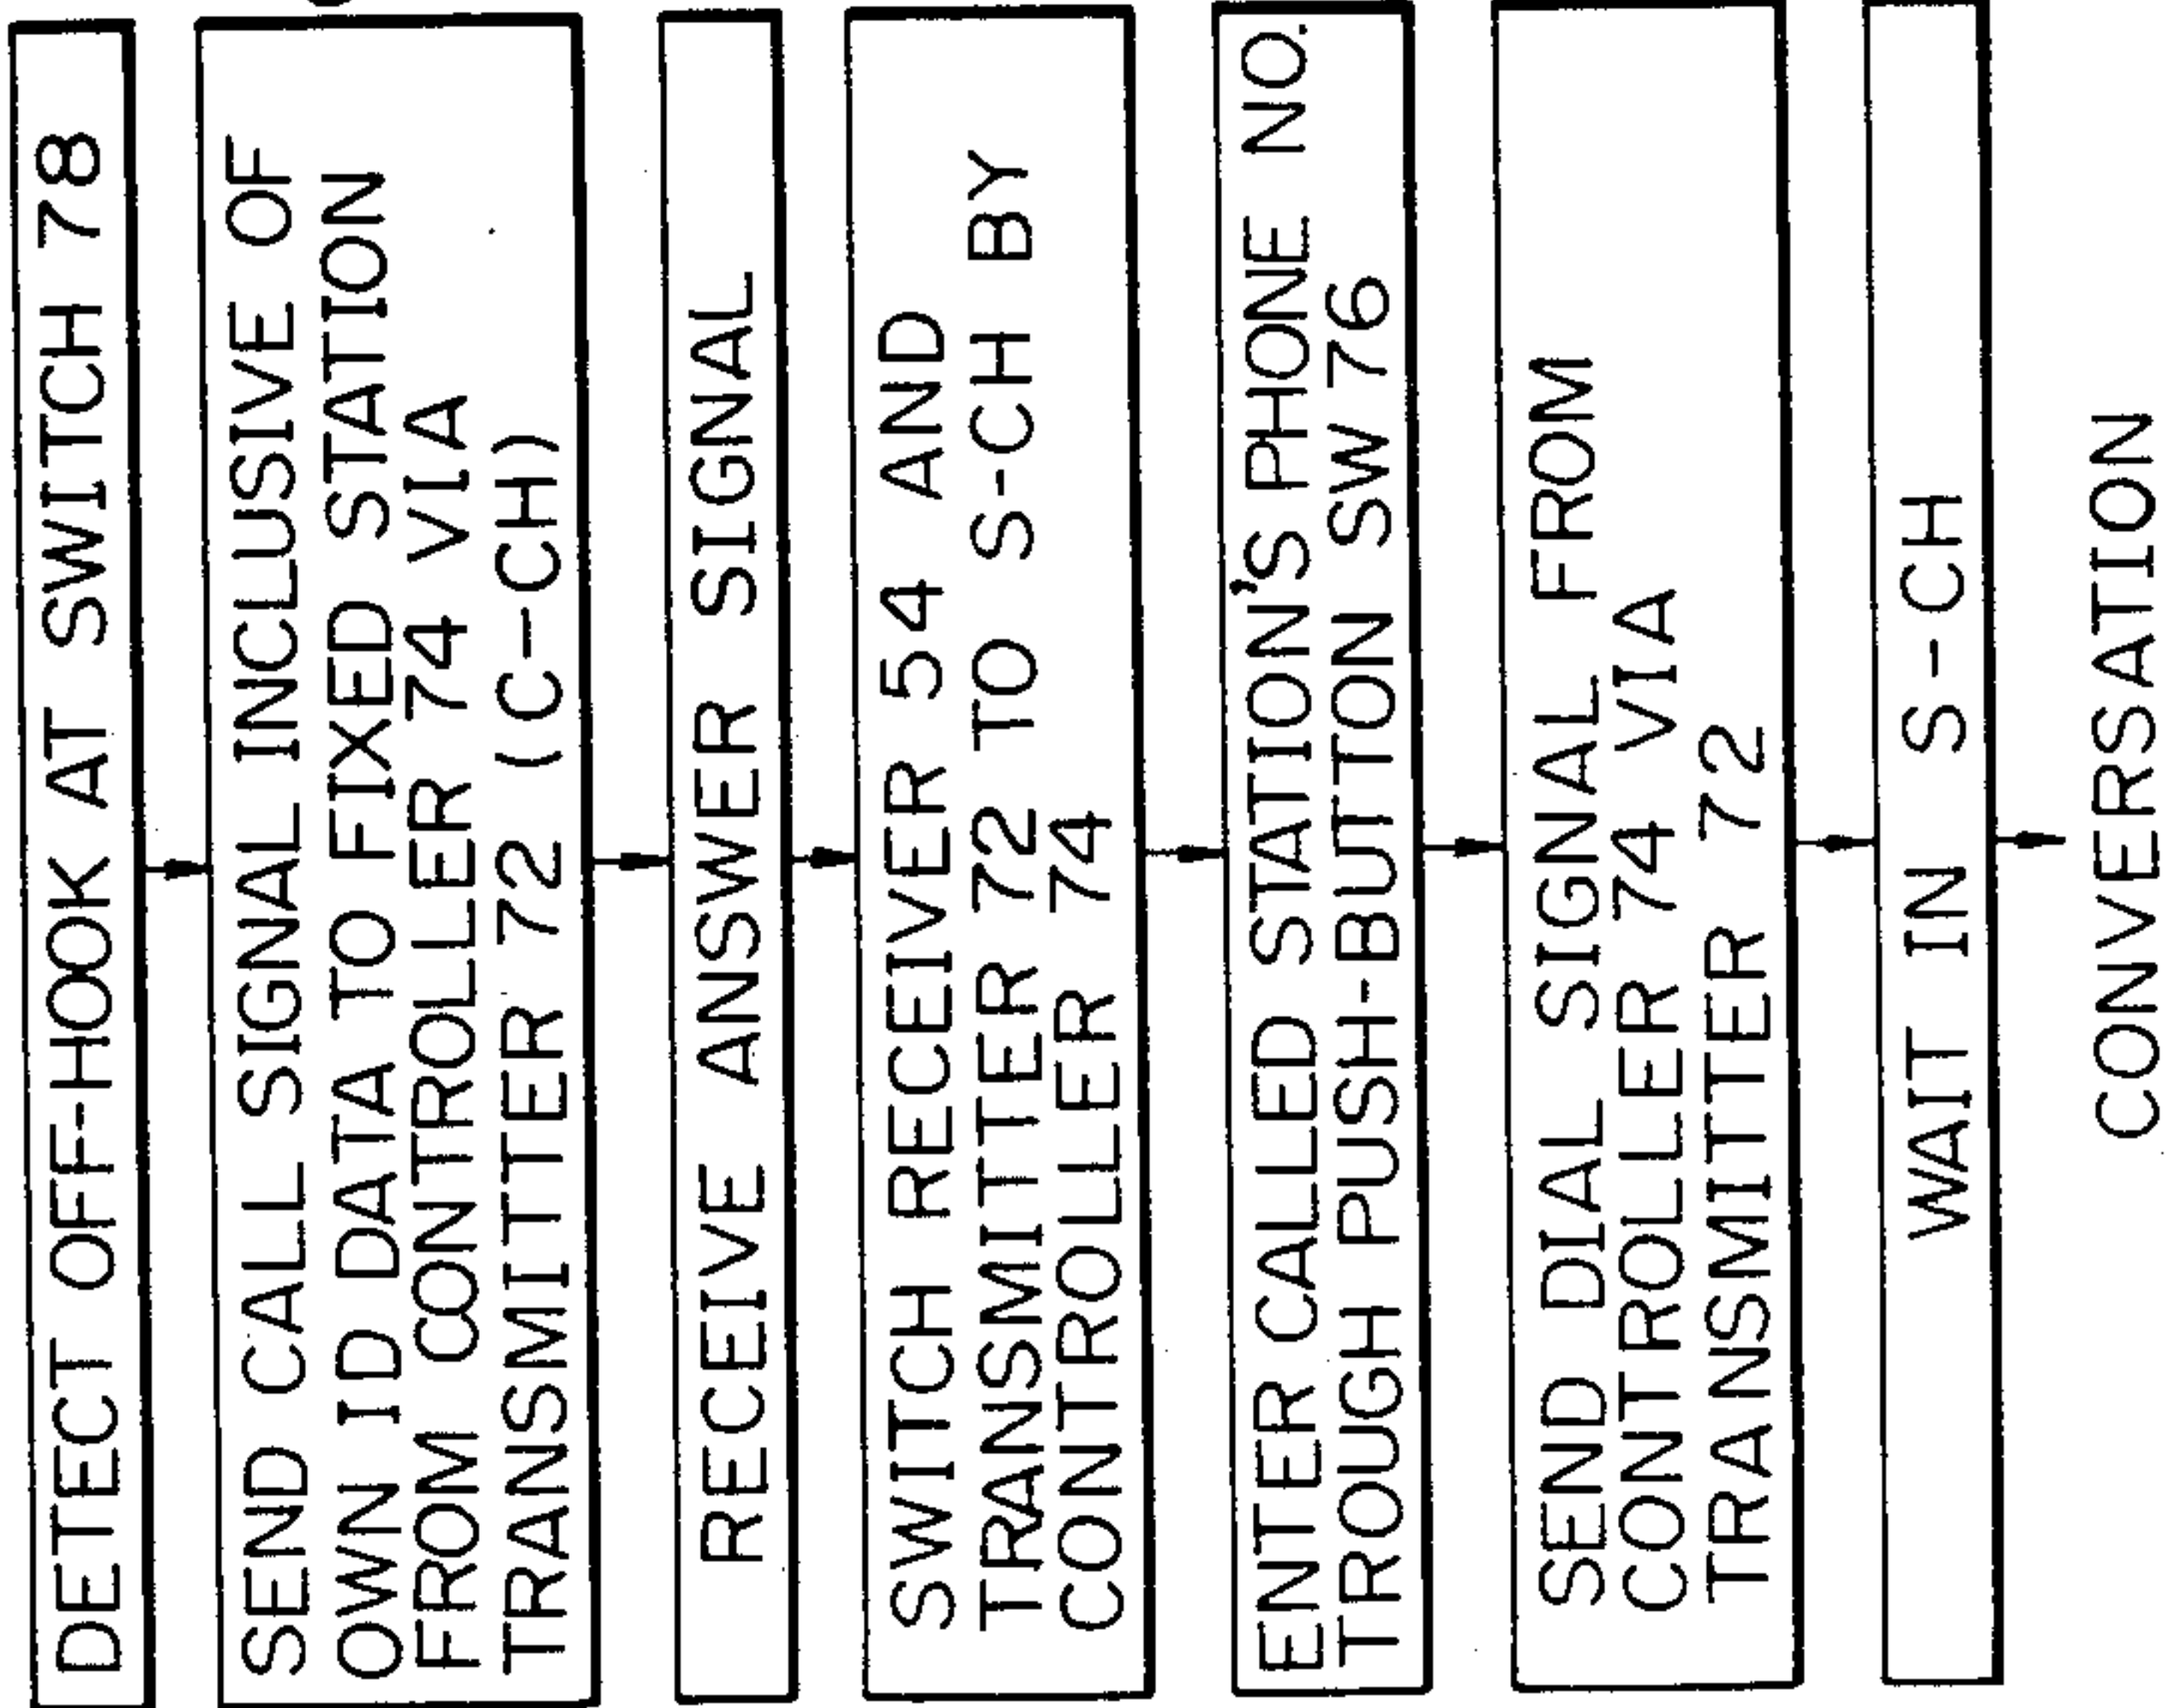 DETECT OFF-HOOK AT SWITCH 78
SEND CALL SIGNAL INCLUSIVE OF
OWN ID DATA TO FIXED STATION
FROM CONTROLLER 74 VIA
TRANSMITTER 72 (C-CH)
RECEIVE ANSWER SIGNAL
SWITCH RECEIVER 54 AND
TRANSMITTER 72 TO S-CH BY
CONTROLLER 74
ENTER CALLED STATION'S PHONE NO.
TROUGH PUSH-BUTTON SW 76
SEND DIAL SIGNAL FROM
CONTROLLER 74 VIA
TRANSMITTER 72
WAIT IN S-CH
CONVERSATION